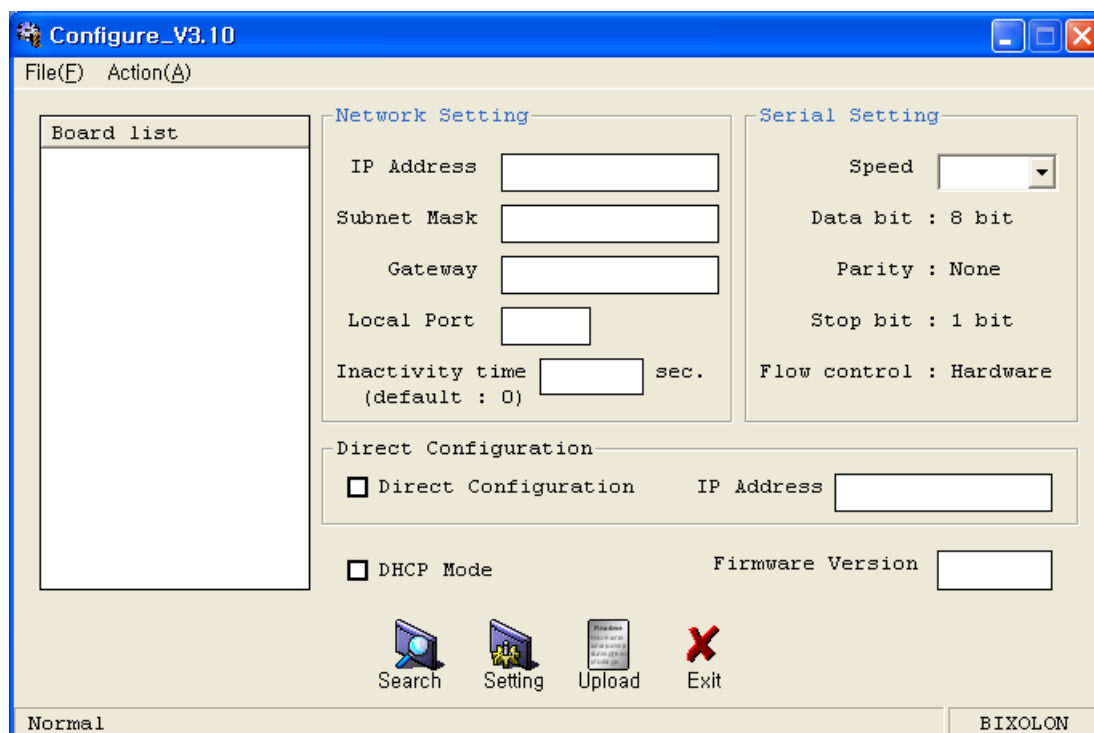 Configure_V3.10
File(F) Action(A)
Board list
Network Setting
IP Address
Subnet Mask
Gateway
Local Port
Inactivity time sec.
(default : 0)
Serial Setting
Speed
Data bit : 8 bit
Parity : None
Stop bit : 1 bit
Flow control : Hardware
Direct Configuration
Direct Configuration IP Address
DHCP Mode Firmware Version
Readme
Search Setting Upload Exit
Normal BIXOLON